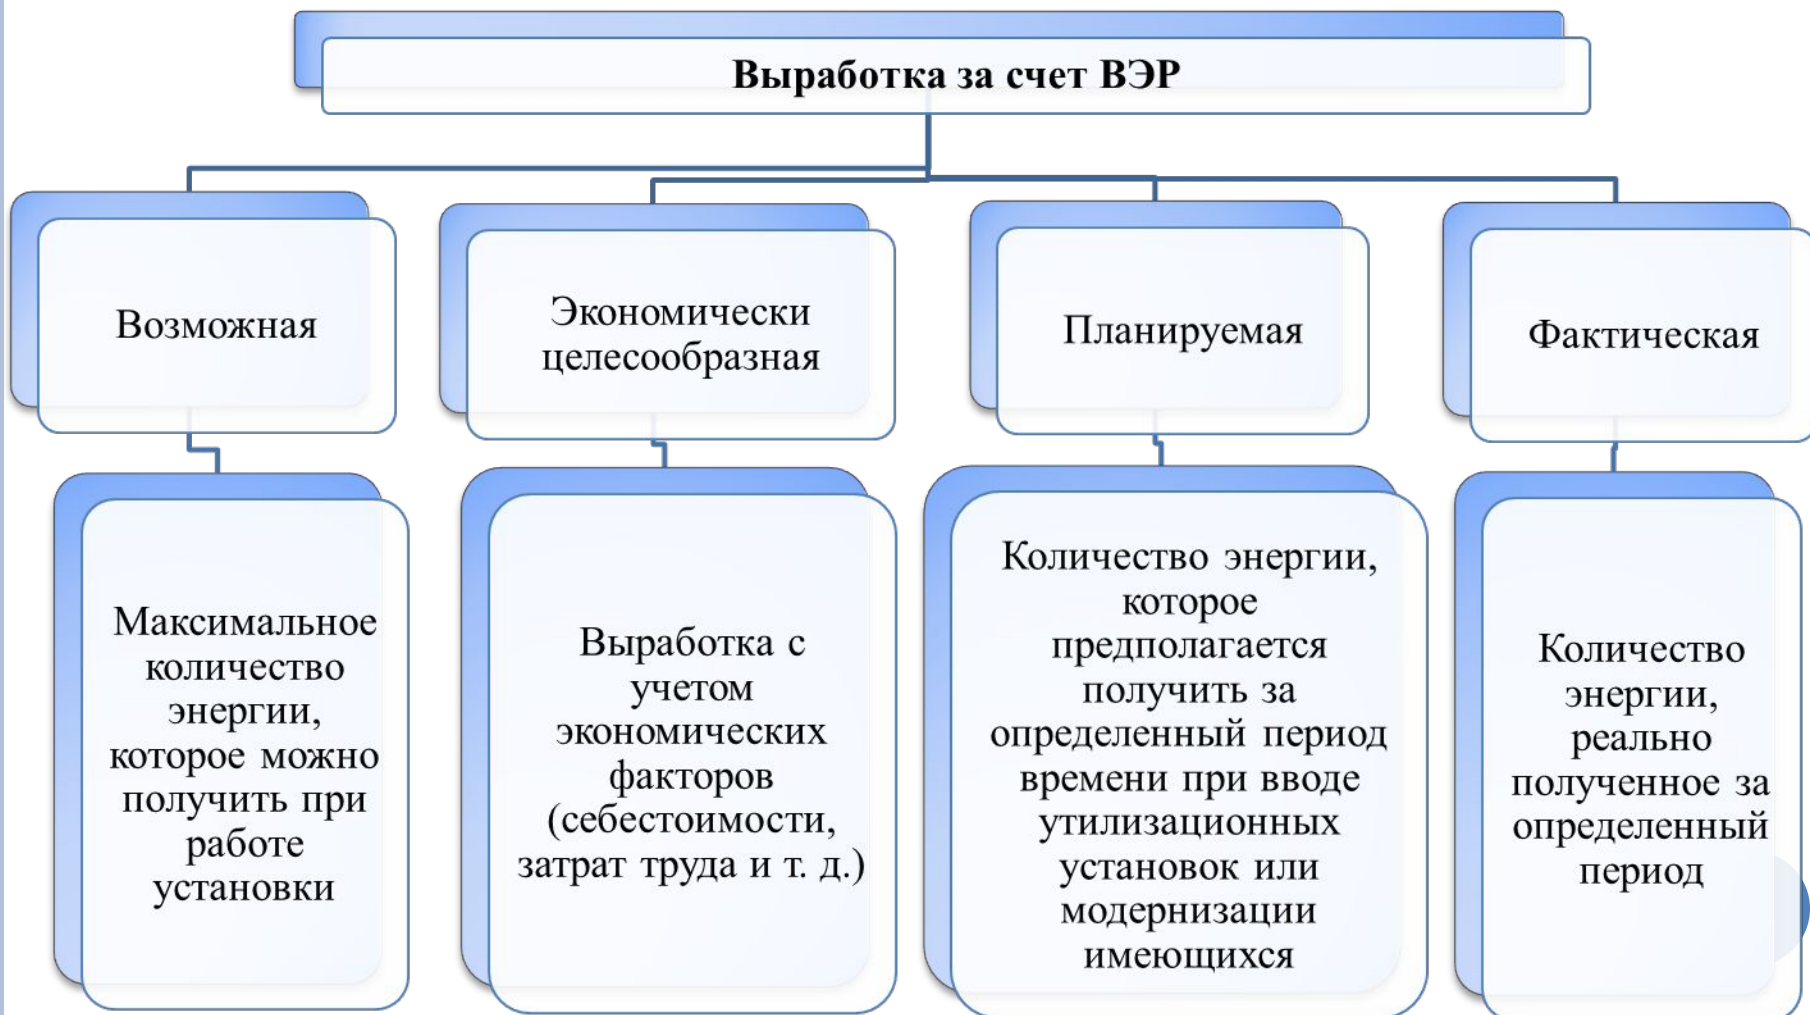 Выработка за счет ВЭР
Возможная
Экономически
целесообразная
Планируемая
Фактическая
Максимальное
количество
энергии,
которое можно
получить при
работе
установки
Выработка с
учетом
экономических
факторов
(себестоимости,
затрат труда и т. д.)
Количество энергии,
которое
предполагается
получить за
определенный период
времени при вводе
утилизационных
установок или
модернизации
имеющихся
Количество
энергии,
реально
полученное за
определенный
период